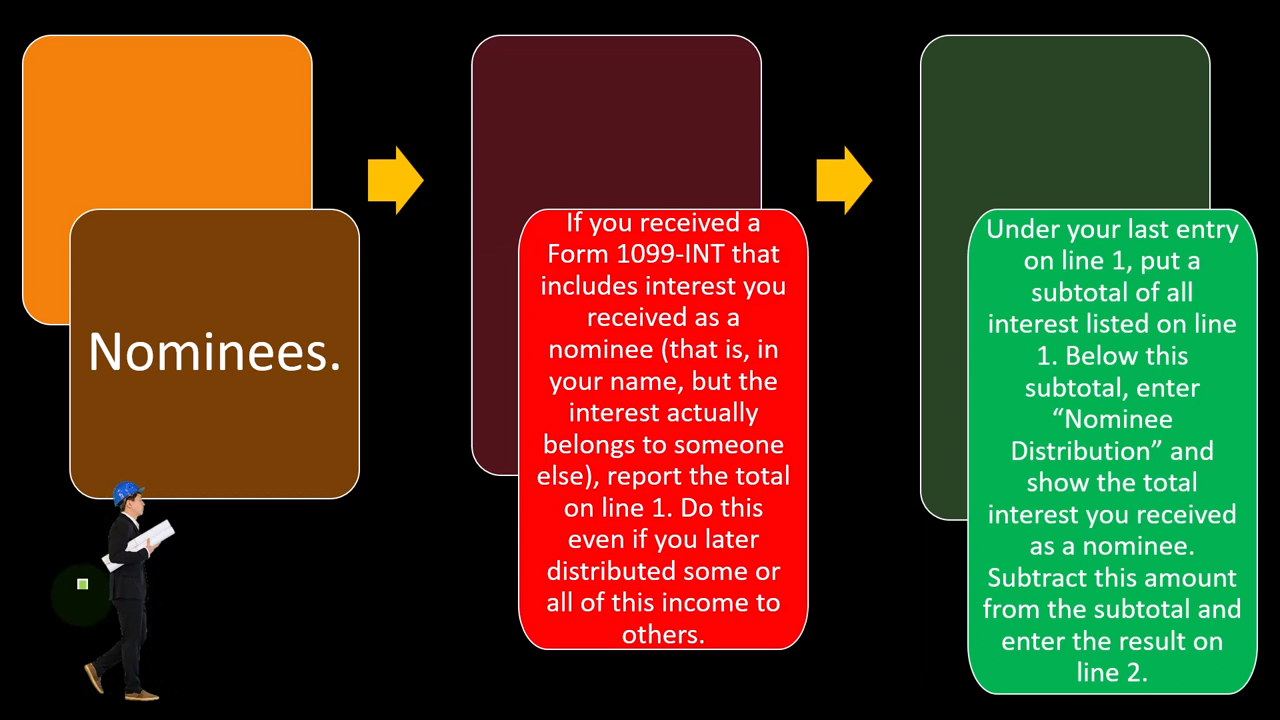 Nominees.
If you received a
Form 1099-INT that
includes interest you
received as a
nominee (that is, in
your name, but the
interest actually
belongs to someone
else), report the total
on line 1. Do this
even if you later
distributed some or
all of this income to
others.
Under your last entry
on line 1, put a
subtotal of all
interest listed on line
1. Below this
subtotal, enter
“Nominee
Distribution” and
show the total
interest you received
as a nominee.
Subtract this amount
from the subtotal and
enter the result on
line 2.